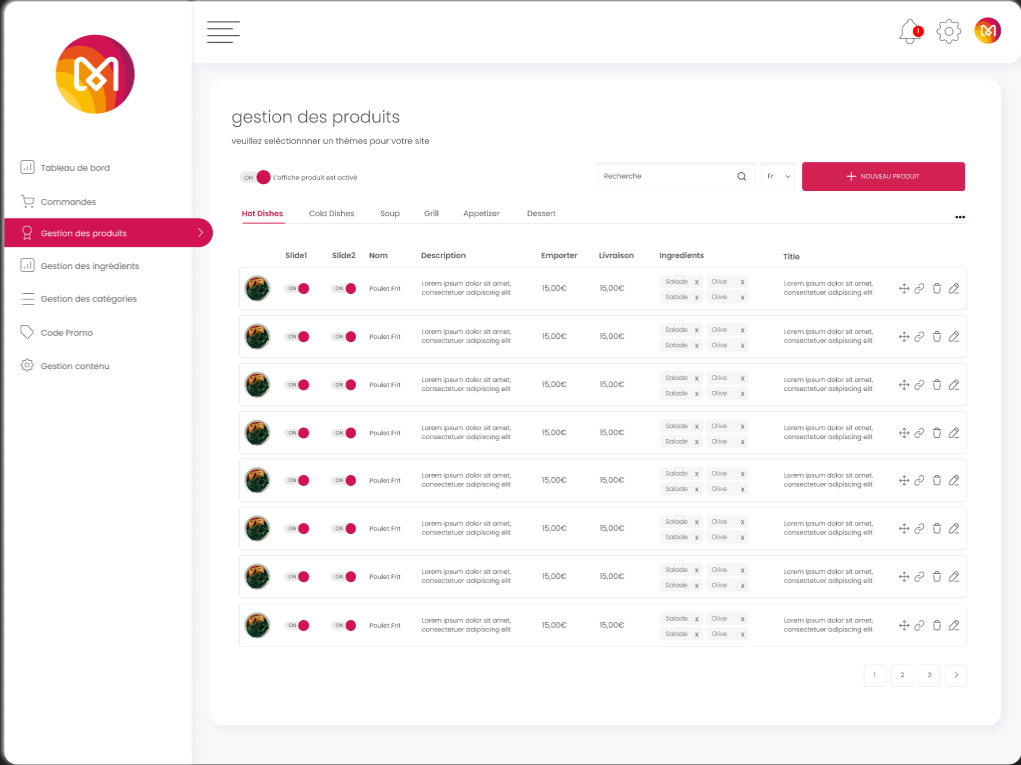 1
Tableau de bord
Commandes
Gestion des produits
Gestion des ingrédients
Gestion des catégories
Code Promo
Gestion contenu
gestion des produits
veuillez seléctionnner un thémes pour votre site
ON L'affiche produit est activé
Recherche
Fr
NOUVEAU PRODUIT
Hot Dishes Cold Dishes Soup Grill Appetizer Dessert
Slide1 Slide2 Nom Description Emporter Livraison Ingredients Title
Lorem ipsum dolor sit amet, Salade x Olive x Lorem ipsum dolor sit amet,
ON ON Poulet Frit 15,00€ 15,00€
consectetuer adipiscing elit Salade x Olive x consectetuer adipiscing elit
Lorem ipsum dolor sit amet, Salade x Olive x Lorem ipsum dolor sit amet,
ON ON Poulet Frit 15,00€ 15,00€
consectetuer adipiscing elit Salade x Olive x consectetuer adipiscing elit
Lorem ipsum dolor sit amet, Salade x Olive x Lorem ipsum dolor sit amet,
ON ON Poulet Frit 15,00€ 15,00€
consectetuer adipiscing elit Salade x Olive x consectetuer adipiscing elit
Lorem ipsum dolor sit amet, Salade x Olive x Lorem ipsum dolor sit amet,
ON ON Poulet Frit 15,00€ 15,00€
consectetuer adipiscing elit Salade x Olive x consectetuer adipiscing elit
Lorem ipsum dolor sit amet, Salade x Olive x Lorem ipsum dolor sit amet,
ON ON Poulet Frit 15,00€ 15,00€
consectetuer adipiscing elit Salade x Olive x consectetuer adipiscing elit
Lorem ipsum dolor sit amet, Salade x Olive x Lorem ipsum dolor sit amet,
ON ON Poulet Frit 15,00€ 15,00€
consectetuer adipiscing elit Salade x Olive x consectetuer adipiscing elit
Lorem ipsum dolor sit amet, Salade x Olive x Lorem ipsum dolor sit amet,
ON ON Poulet Frit 15,00€ 15,00€
consectetuer adipiscing elit Salade x Olive x consectetuer adipiscing elit
Lorem ipsum dolor sit amet, Salade x Olive x Lorem ipsum dolor sit amet,
ON ON Poulet Frit 15,00€ 15,00€
consectetuer adipiscing elit Salade x Olive x consectetuer adipiscing elit
1 2 3